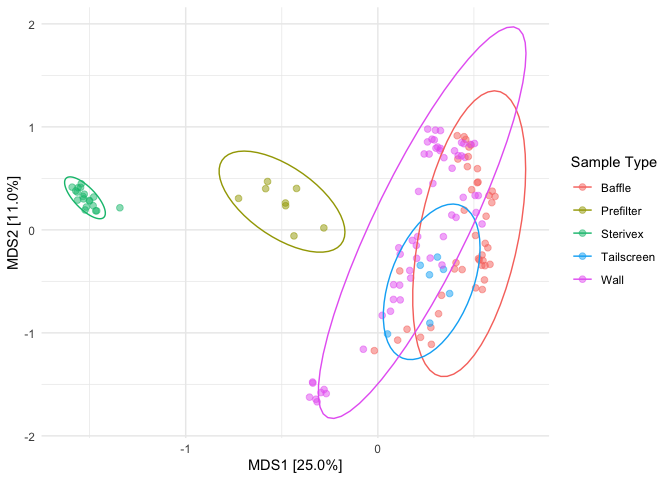 2
1
0
-1
-2
-1
0
MDS2 [11.0%]
MDS1 [25.0%]
Sample Type
Baffle
Prefilter
Sterivex
Tailscreen
Wall